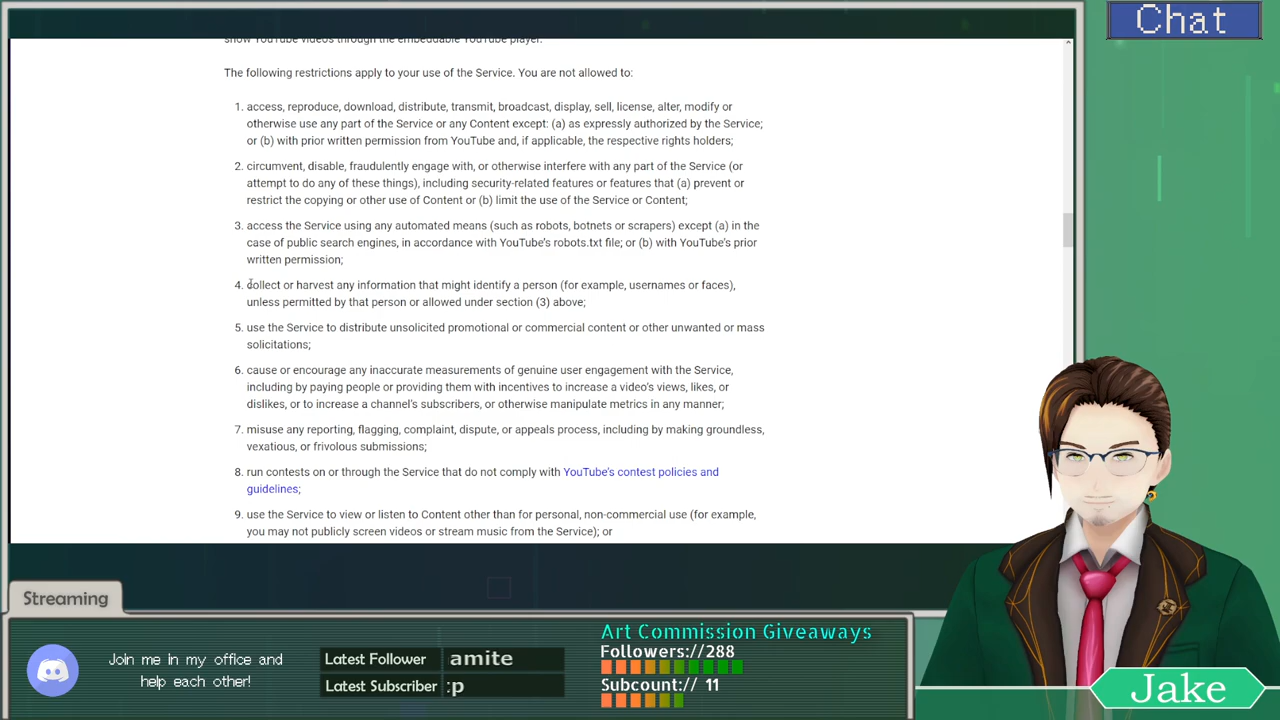 Chat
show YouTube videos through the embeddable YouTube player.
The following restrictions apply to your use of the Service. You are not allowed to:
1. access, reproduce, download, distribute, transmit, broadcast, display, sell, license, alter, modify or
otherwise use any part of the Service or any Content except: (a) as expressly authorized by the Service;
or (b) with prior written permission from YouTube and, if applicable, the respective rights holders;
2. circumvent, disable, fraudulently engage with, or otherwise interfere with any part of the Service (or
attempt to do any of these things), including security-related features or features that (a) prevent or
restrict the copying or other use of Content or (b) limit the use of the Service or Content;
3. access the Service using any automated means (such as robots, botnets or scrapers) except (a) in the
case of public search engines, in accordance with YouTube's robots.txt file; or (b) with YouTube's prior
written permission;
4. collect or harvest any information that might identify a person (for example, usernames or faces),
unless permitted by that person or allowed under section (3) above;
5. use the Service to distribute unsolicited promotional or commercial content or other unwanted or mass
solicitations;
6. cause or encourage any inaccurate measurements of genuine user engagement with the Service,
including by paying people or providing them with incentives to increase a video's views, likes, or
dislikes, or to increase a channel's subscribers, or otherwise manipulate metrics in any manner;
7. misuse any reporting, flagging, complaint, dispute, or appeals process, including by making groundless,
vexatious, or frivolous submissions;
8. run contests on or through the Service that do not comply with YouTube's contest policies and
guidelines;
9. use the Service to view or listen to Content other than for personal, non-commercial use (for example,
you may not publicly screen videos or stream music from the Service); or
Streaming
Join me in my office and
help each other!
Latest Follower amite
Latest Subscriber :p
Art Commission Giveaways
Followers://288
Subcount:// 11
Jake